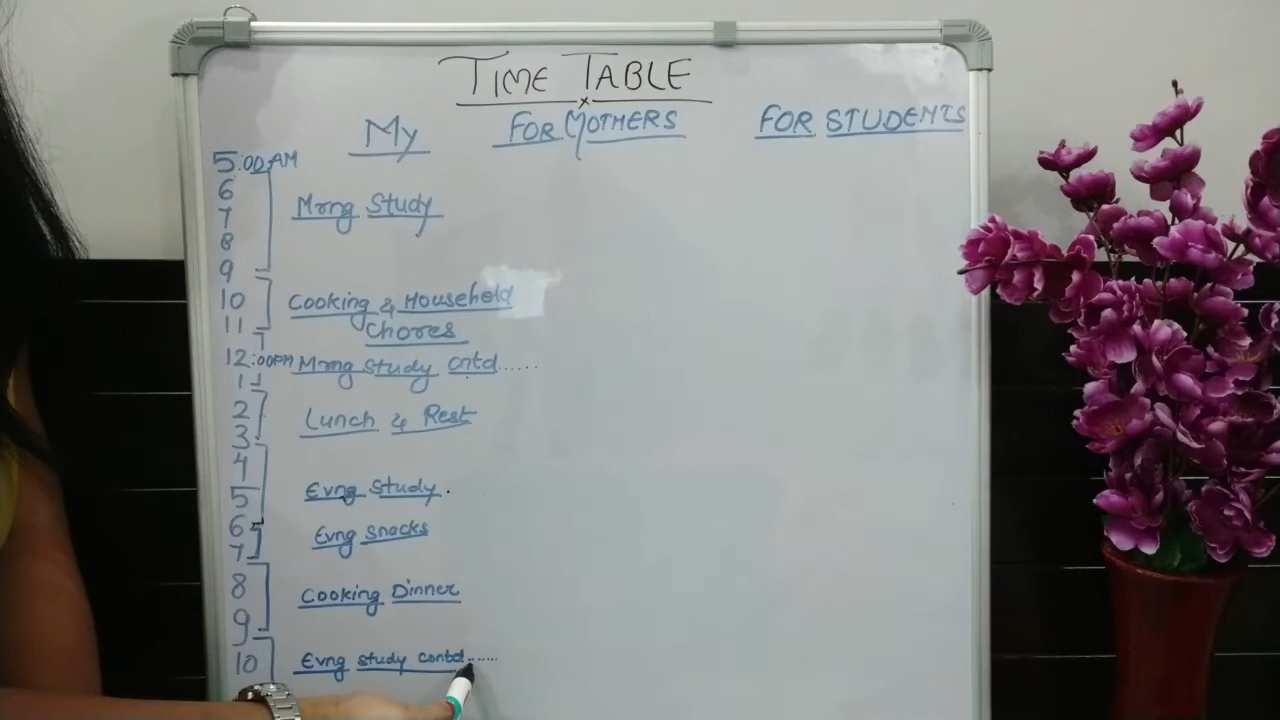 TIME TABLE
My FOR MOTHERS FOR STUDENTS
5:00 AM
6 Mrng Study
7
8
9
10 Cooking & Household
11 Chores
12:00PM Mrng Study cntd......
1
2 Lunch & Rest
3
4
5 Evng Study.
6 Evng Snacks
7
8 Cooking Dinner
9
10 Evng Study contd.......